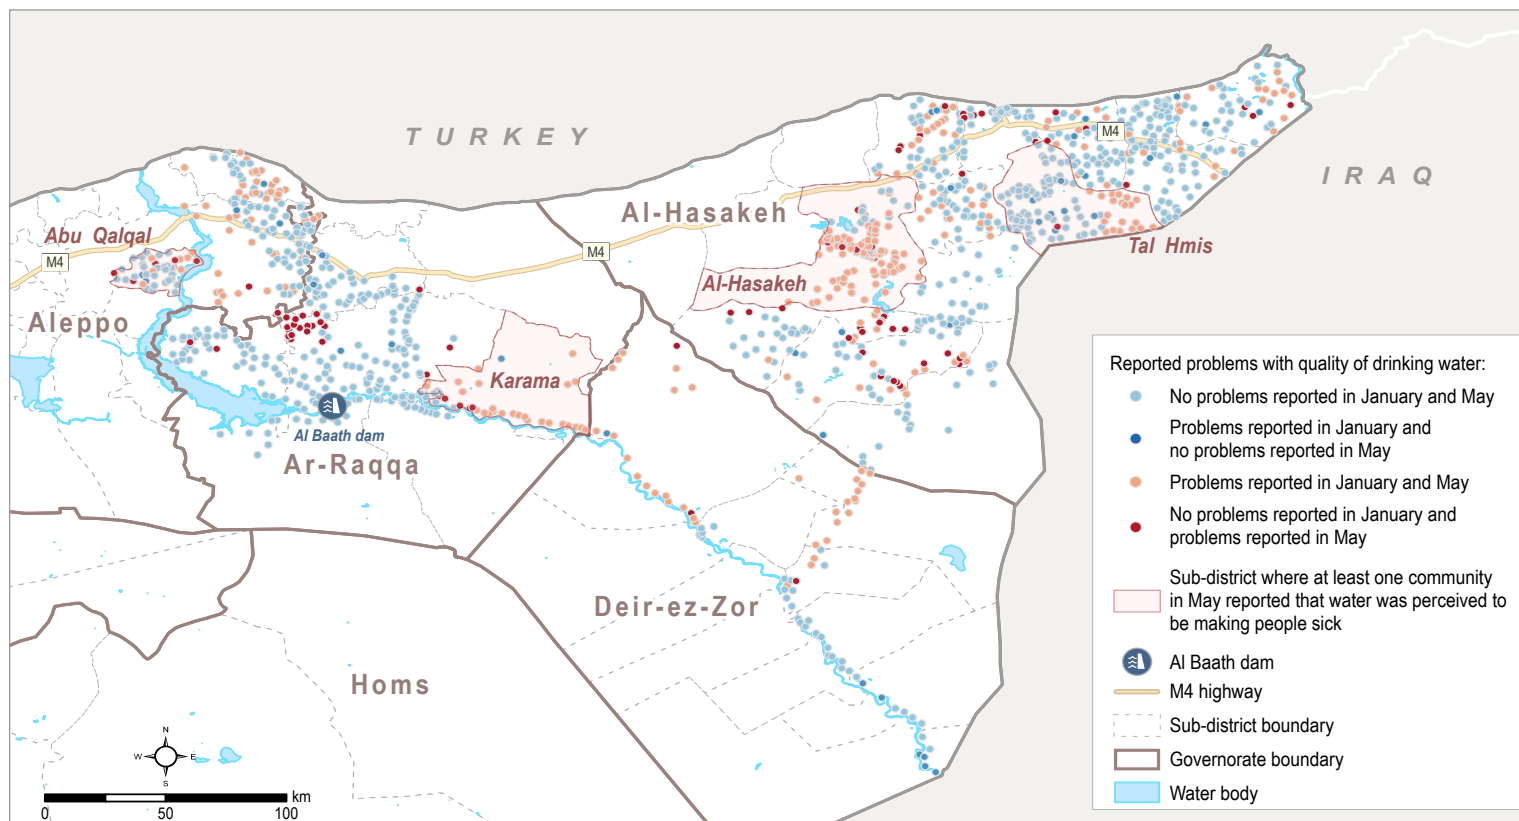 TURKEY
IRAQ
Al-Hasakeh
Abu Qalqal
M4
M4
M4
Tal Hmis
Al-Hasakeh
Aleppo
Karama
Al Baath dam
Ar-Raqqa
Deir-ez-Zor
Homs
N
W
E
S
km
0
50
100
Reported problems with quality of drinking water:
No problems reported in January and May
Problems reported in January and
no problems reported in May
Problems reported in January and May
No problems reported in January and
problems reported in May
Sub-district where at least one community
in May reported that water was perceived to
be making people sick
Al Baath dam
M4 highway
Sub-district boundary
Governorate boundary
Water body